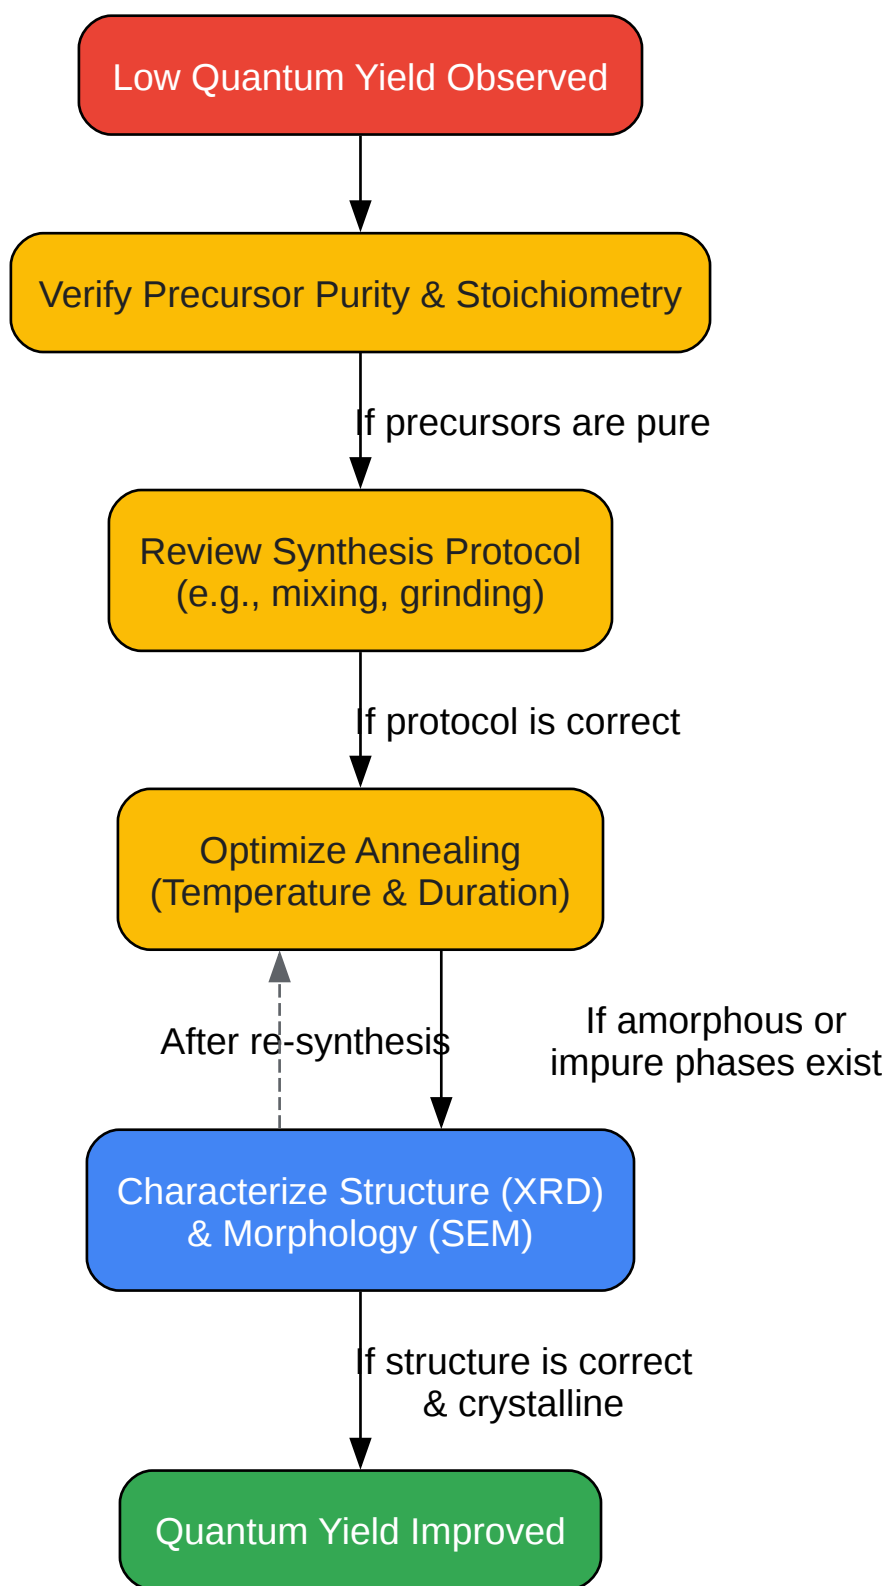 Low Quantum Yield Observed
Verify Precursor Purity & Stoichiometry
If precursors are pure
Review Synthesis Protocol
(e.g., mixing, grinding)
If protocol is correct
Optimize Annealing
(Temperature & Duration)
After re-synthesis
If amorphous or
impure phases exist
Characterize Structure (XRD)
& Morphology (SEM)
If structure is correct
& crystalline
Quantum Yield Improved